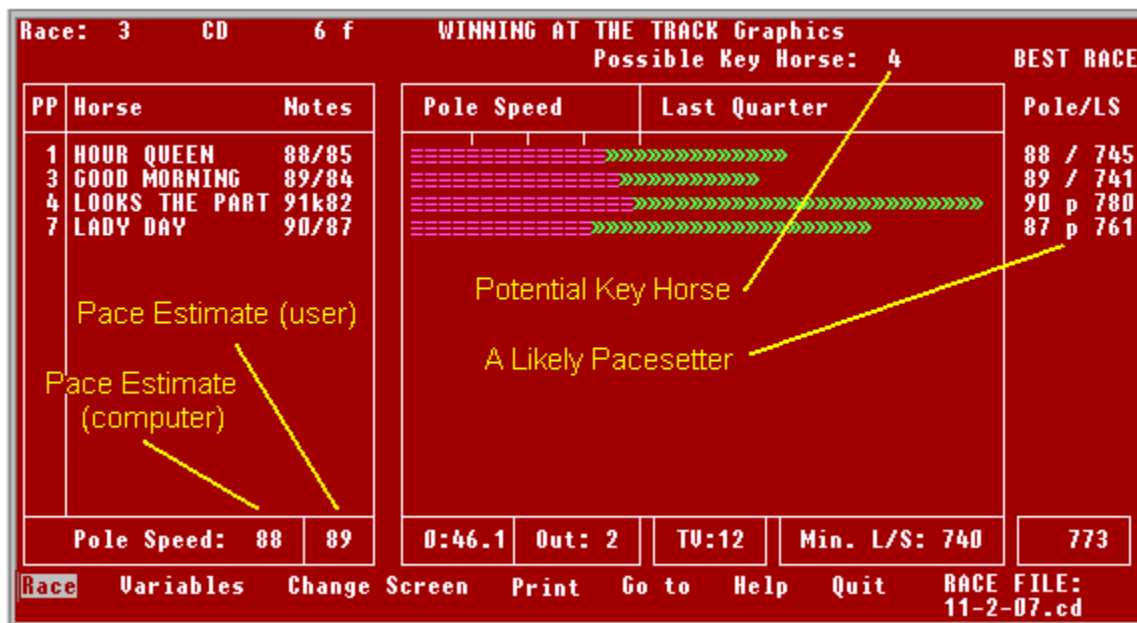 Race: 3 CD 6 f WINNING AT THE TRACK Graphics
Possible Key Horse: 4 BEST RACE
PP Horse Notes Pole Speed Last Quarter Pole/LS
1 HOUR QUEEN 88/85 88 / 745
3 GOOD MORNING 89/84 89 / 741
4 LOOKS THE PART 91k82 90 p 780
7 LADY DAY 90/87 87 p 761
Potential Key Horse
Pace Estimate (user)
A Likely Pacesetter
Pace Estimate
(computer)
Pole Speed: 88 89 0:46.1 Out: 2 TV:12 Min. L/S: 740 773
Race Variables Change Screen Print Go to Help Quit RACE FILE:
11-2-07.cd